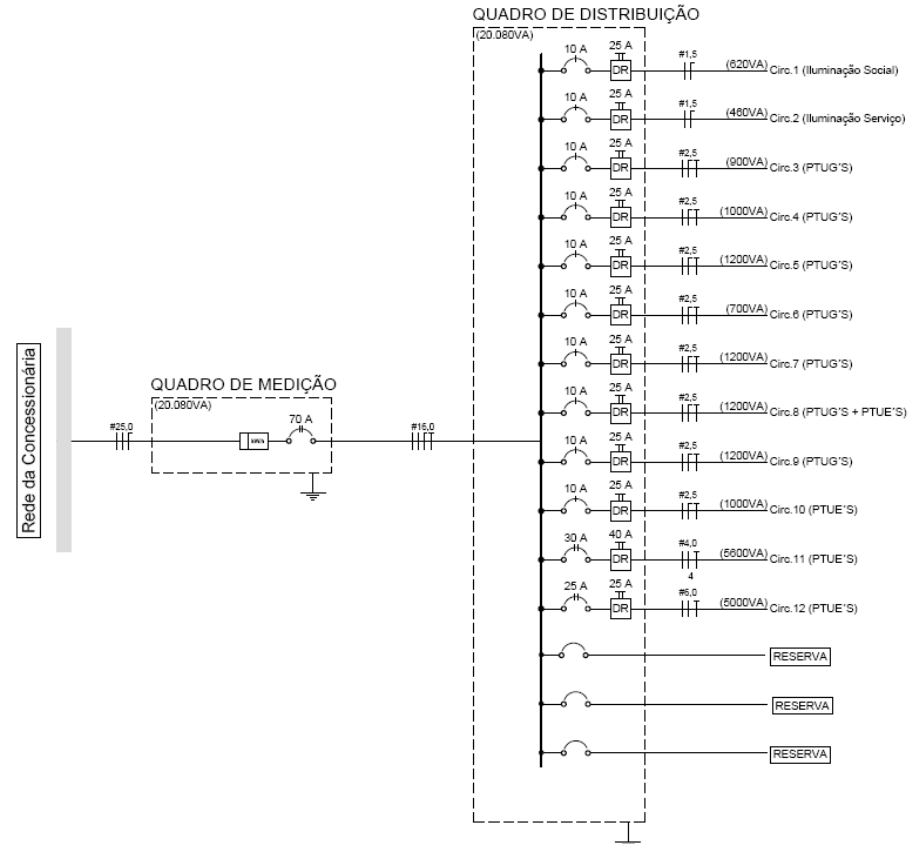 QUADRO DE DISTRIBUIÇÃO
(20.080VA)
10 A 25 A #1,5
DR (620VA) Circ.1 (Iluminação Social)
10 A 25 A #1,5
DR (460VA) Circ.2 (Iluminação Serviço)
10 A 25 A #2,5
DR (900VA) Circ.3 (PTUG'S)
10 A 25 A #2,5
DR (1000VA) Circ.4 (PTUG'S)
10 A 25 A #2,5
DR (1200VA) Circ.5 (PTUG'S)
10 A 25 A #2,5
DR (700VA) Circ.6 (PTUG'S)
10 A 25 A #2,5
DR (1200VA) Circ.7 (PTUG'S)
10 A 25 A #2,5
DR (1200VA) Circ.8 (PTUG'S + PTUE'S)
10 A 25 A #2,5
DR (1200VA) Circ.9 (PTUG'S)
10 A 25 A #2,5
DR (1000VA) Circ.10 (PTUE'S)
30 A 40 A #4,0
DR (5600VA) Circ.11 (PTUE'S)
4
25 A 25 A #6,0
DR (5000VA) Circ.12 (PTUE'S)
RESERVA
RESERVA
RESERVA
Rede da Concessionária
#25,0
QUADRO DE MEDIÇÃO
(20.080VA)
70 A
#16,0